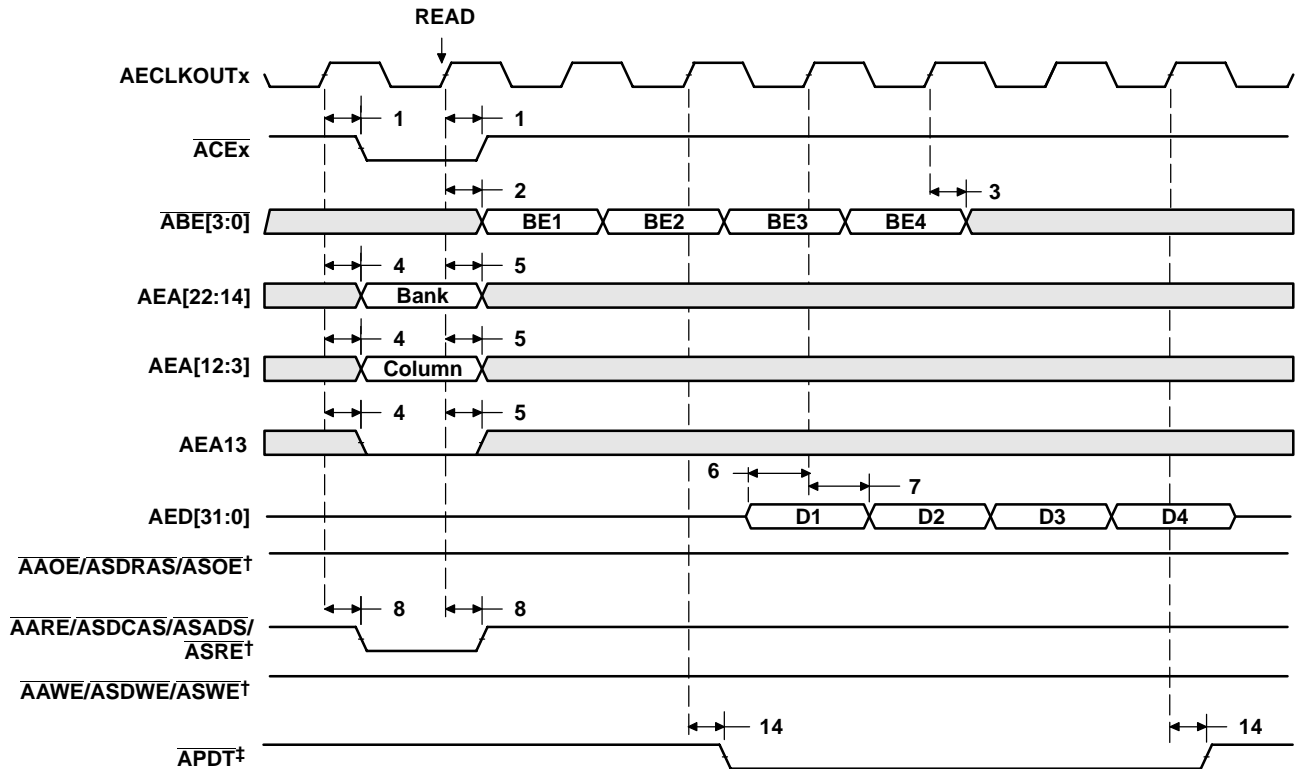 READ
AECLKOUTx
1 1
ACEx
2 3
ABE[3:0] BE1 BE2 BE3 BE4
4 5
AEA[22:14] Bank
4 5
AEA[12:3] Column
4 5
AEA13
6 7
AED[31:0] D1 D2 D3 D4
AAOE/ASDRAS/ASOE†
8 8
AARE/ASDCAS/ASADS/
ASRE†
AAWE/ASDWE/ASWE†
14 14
APDT‡